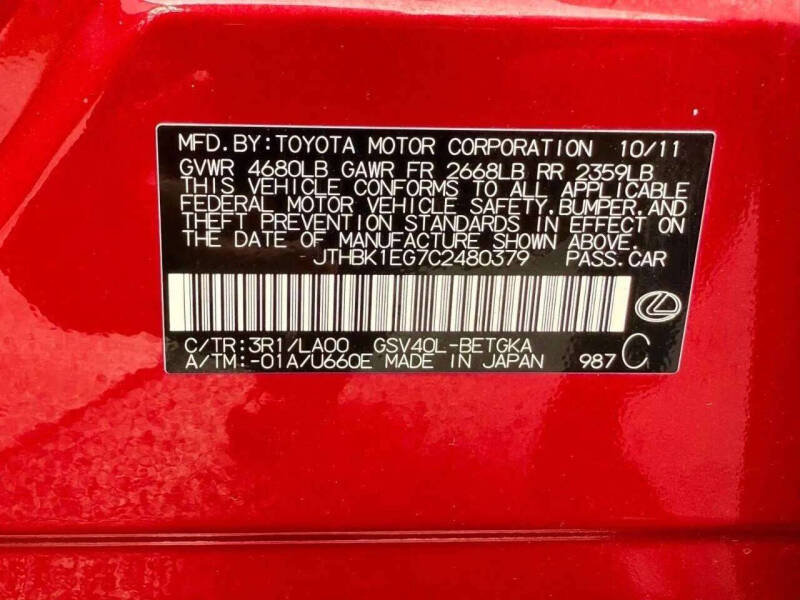 MFD.BY:TOYOTA MOTOR CORPORATION 10/11
GVWR 4680LB GAWR FR 2668LB RR 2359LB
THIS VEHICLE CONFORMS TO ALL APPLICABLE
FEDERAL MOTOR VEHICLE SAFETY,BUMPER,AND
THEFT PREVENTION STANDARDS IN EFFECT ON
THE DATE OF MANUFACTURE SHOWN ABOVE.
JTHBK1EG7C2480379 PASS.CAR
C/TR:3R1/LA00 GSV40L-BETGKA
A/TM:-01A/U660E MADE IN JAPAN 987 C